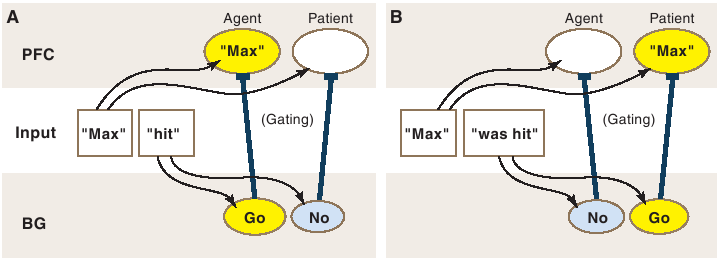 A
Agent
Patient
PFC
"Max"
Input
"Max"
"hit"
(Gating)
BG
Go
No
B
Agent
Patient
"Max"
"Max"
"was hit"
(Gating)
No
Go